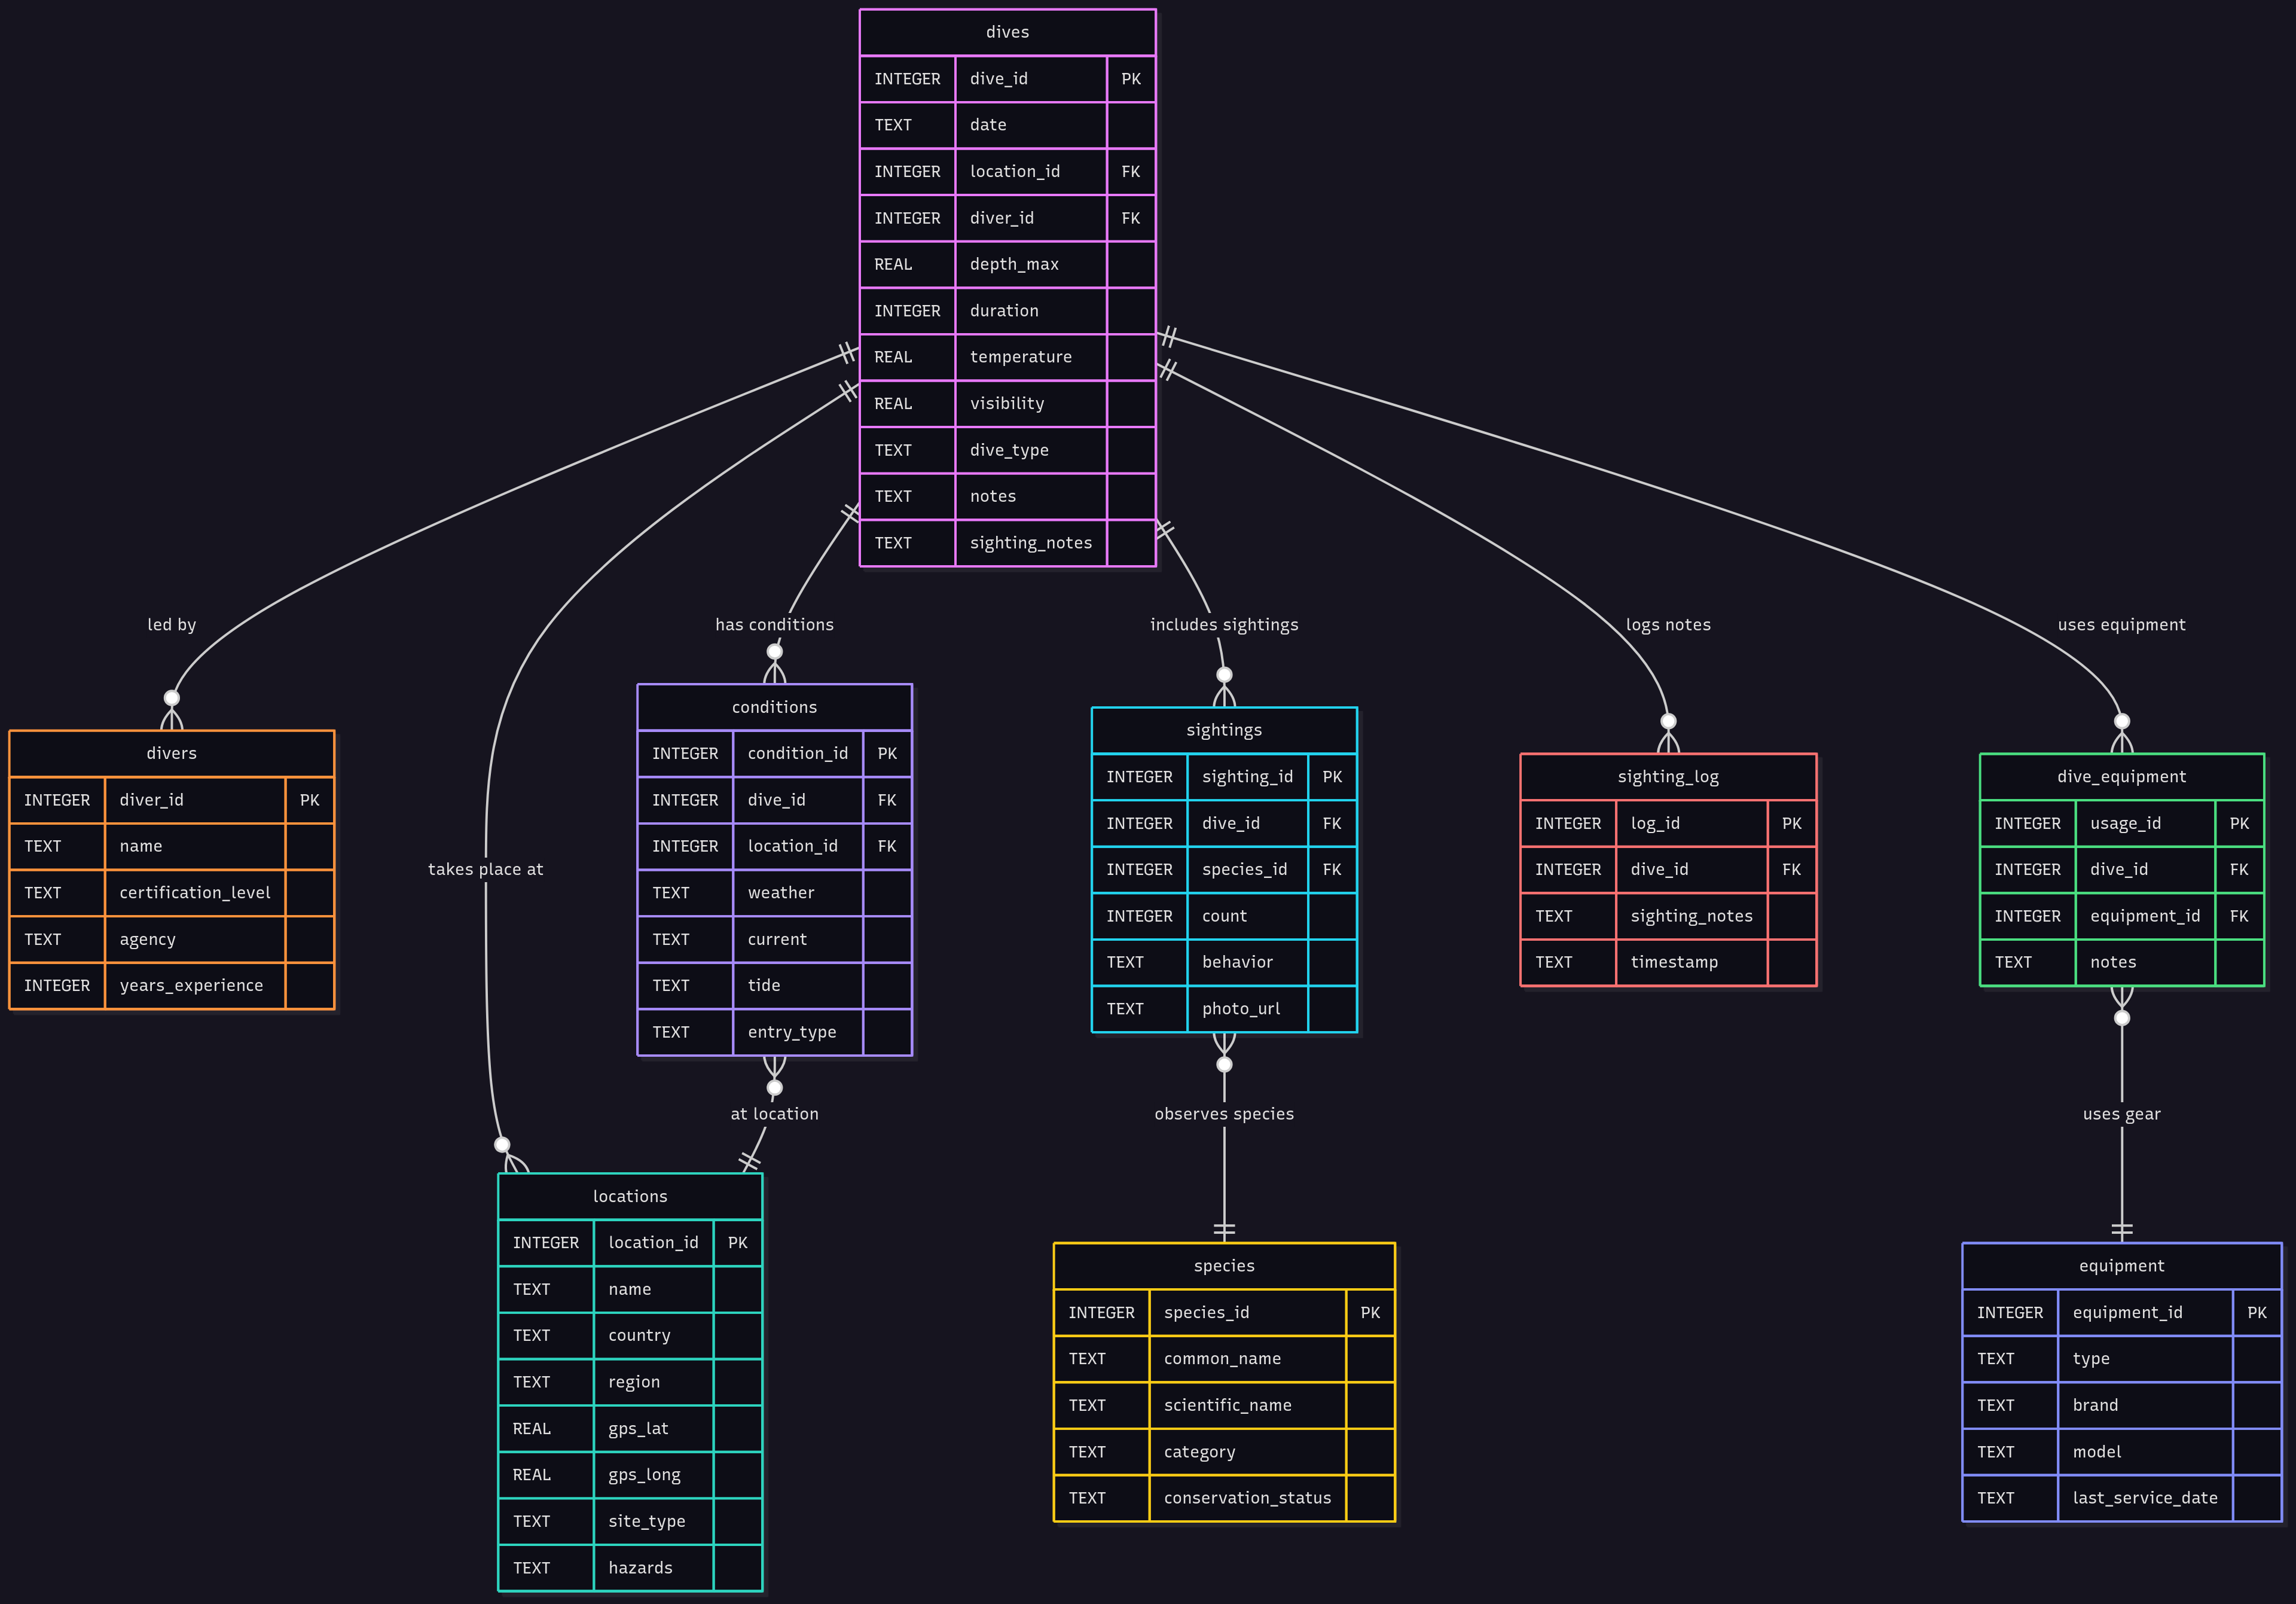 dives
INTEGER dive_id PK
TEXT date
INTEGER location_id FK
INTEGER diver_id FK
REAL depth_max
INTEGER duration
REAL temperature
REAL visibility
TEXT dive_type
TEXT notes
TEXT sighting_notes
led by
has conditions
includes sightings
logs notes
uses equipment
takes place at
divers
INTEGER diver_id PK
TEXT name
TEXT certification_level
TEXT agency
INTEGER years_experience
conditions
INTEGER condition_id PK
INTEGER dive_id FK
INTEGER location_id FK
TEXT weather
TEXT current
TEXT tide
TEXT entry_type
sightings
INTEGER sighting_id PK
INTEGER dive_id FK
INTEGER species_id FK
INTEGER count
TEXT behavior
TEXT photo_url
sighting_log
INTEGER log_id PK
INTEGER dive_id FK
TEXT sighting_notes
TEXT timestamp
dive_equipment
INTEGER usage_id PK
INTEGER dive_id FK
INTEGER equipment_id FK
TEXT notes
at location
observes species
uses gear
locations
INTEGER location_id PK
TEXT name
TEXT country
TEXT region
REAL gps_lat
REAL gps_long
TEXT site_type
TEXT hazards
species
INTEGER species_id PK
TEXT common_name
TEXT scientific_name
TEXT category
TEXT conservation_status
equipment
INTEGER equipment_id PK
TEXT type
TEXT brand
TEXT model
TEXT last_service_date